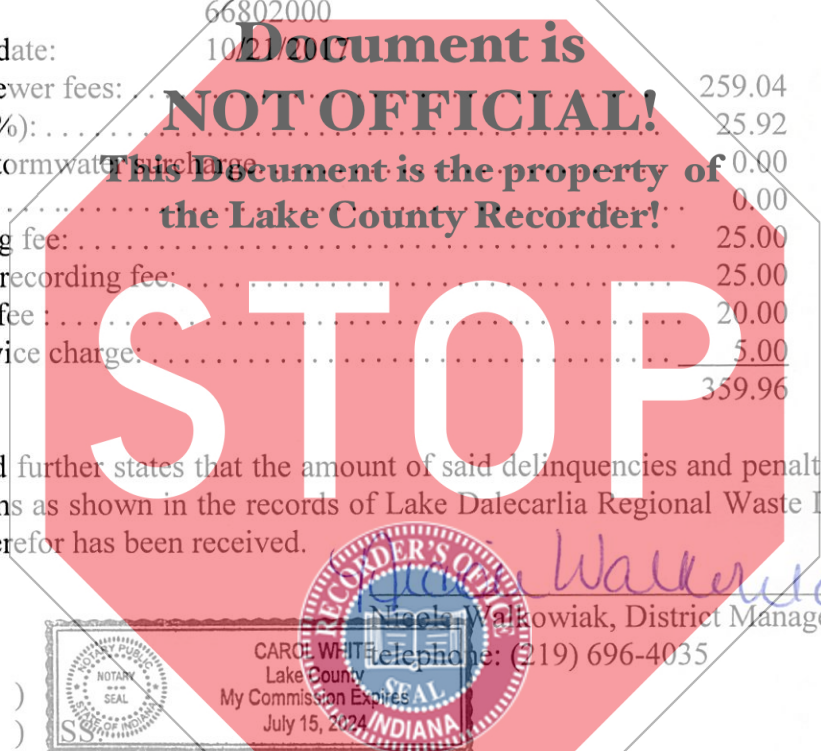 66802000
Document is
date: 10/21/2017
ewer fees: . . . . . . . . . . . . . . . . . . . . . . . . . . . . . . . . . . . . . . 259.04
NOT OFFICIAL!
%): . . . . . . . . . . . . . . . . . . . . . . . . . . . . . . . . . . . . . . . . . . . 25.92
tormwater surcharge . . . . . . . . . . . . . . . . . . . . . . . . . . . . 0.00
This Document is the property of
. . . . . . . . . . . . . . . . . . . . . . . . . . . . . . . . . . . . . . . . . . . . . . 0.00
the Lake County Recorder!
g fee: . . . . . . . . . . . . . . . . . . . . . . . . . . . . . . . . . . . . . . . . . . 25.00
recording fee: . . . . . . . . . . . . . . . . . . . . . . . . . . . . . . . . . . . 25.00
fee : . . . . . . . . . . . . . . . . . . . . . . . . . . . . . . . . . . . . . . . . . . . 20.00
vice charge: . . . . . . . . . . . . . . . . . . . . . . . . . . . . . . . . . . . . . 5.00
359.96
STOP
d further states that the amount of said delinquencies and penalt
ns as shown in the records of Lake Dalecarlia Regional Waste D
erefor has been received.
Nicole Walkowiak, District Manage
telephone: (219) 696-4035
RECORDER'S OFFICE
SEAL
INDIANA
NOTARY PUBLIC
NOTARY
SEAL
STATE OF INDIANA
CAROL WHITE
Lake County
My Commission Expires
July 15, 2024
)
) SS: